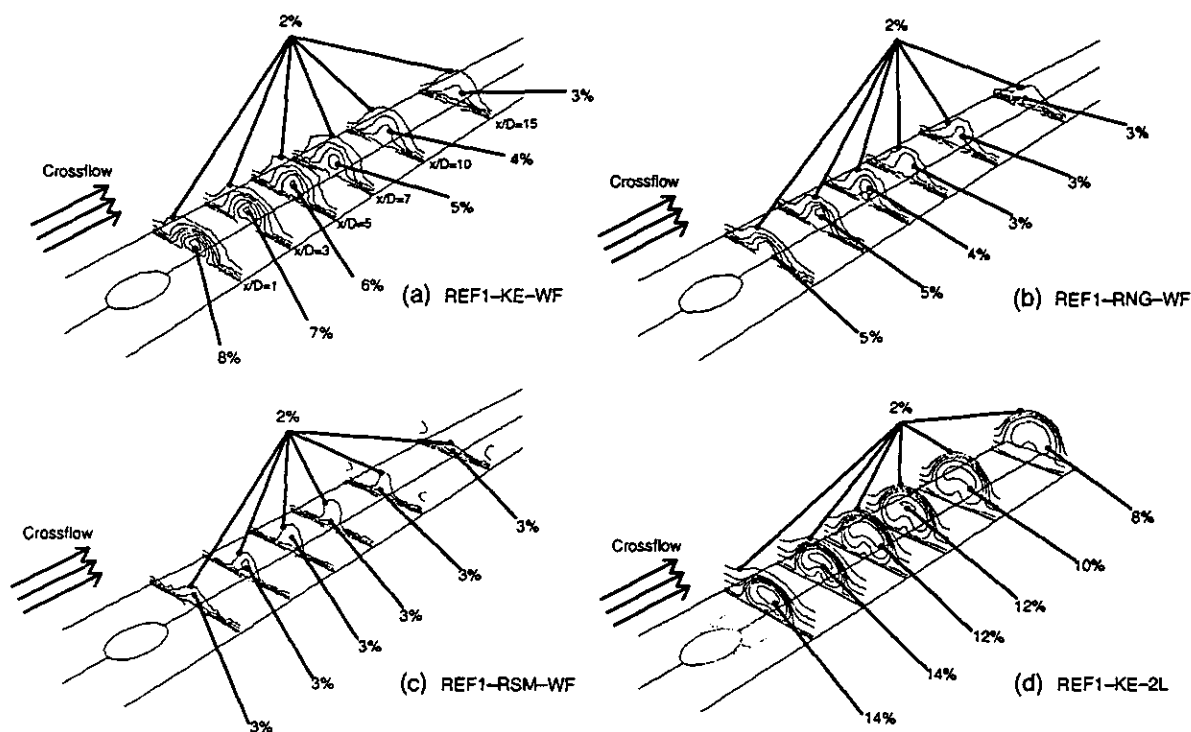 2%
3%
x/D=15
4%
x/D=10
Crossflow
5%
x/D=7
x/D=5
x/D=3
6%
x/D=1
(a) REF1-KE-WF
7%
8%
2%
3%
Crossflow
3%
3%
4%
5%
(b) REF1-RNG-WF
5%
2%
Crossflow
3%
3%
3%
3%
3%
(c) REF1-RSM-WF
3%
2%
8%
Crossflow
10%
12%
12%
14%
(d) REF1-KE-2L
14%